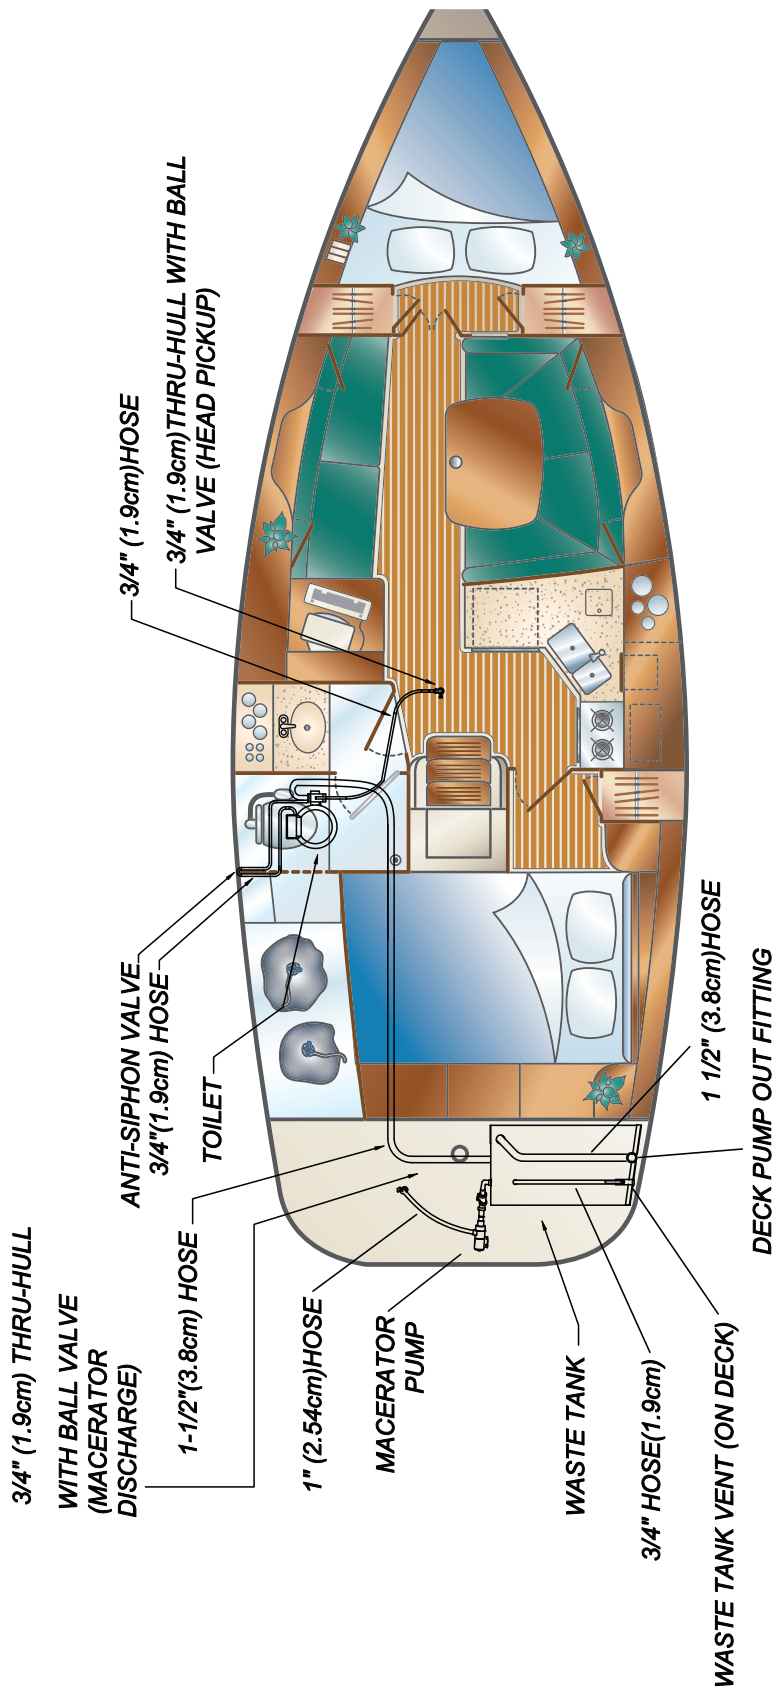 3/4" (1.9cm)HOSE
3/4" (1.9cm)THRU-HULL WITH BALL
VALVE (HEAD PICKUP)
ANTI-SIPHON VALVE
3/4"(1.9cm) HOSE
TOILET
3/4" (1.9cm) THRU-HULL
WITH BALL VALVE
(MACERATOR
DISCHARGE)
1-1/2"(3.8cm) HOSE
1" (2.54cm)HOSE
MACERATOR
PUMP
WASTE TANK
3/4" HOSE(1.9cm)
WASTE TANK VENT (ON DECK)
1 1/2" (3.8cm)HOSE
DECK PUMP OUT FITTING